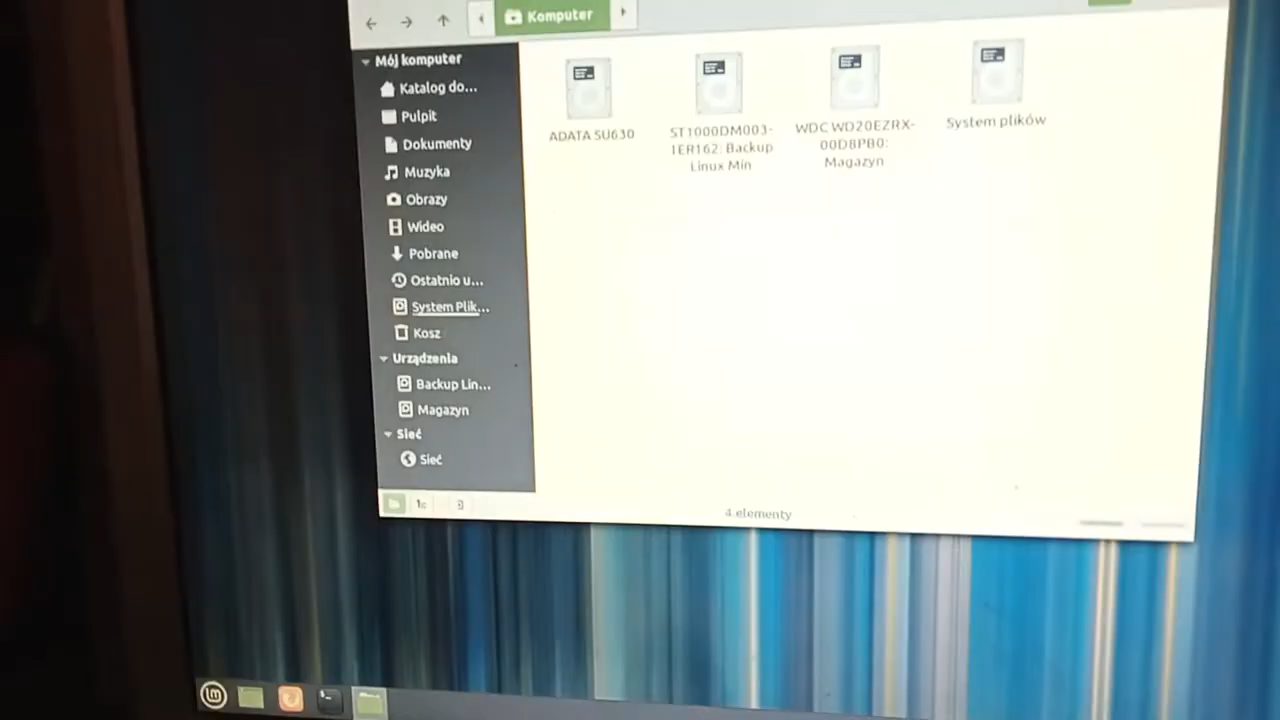 Komputer
Mój komputer
Katalog do...
Pulpit
Dokumenty
Muzyka
Obrazy
Wideo
Pobrane
Ostatnio u...
System Plik...
Kosz
Urządzenia
Backup Lin...
Magazyn
Sieć
Sieć
ADATA SU630
ST1000DM003-
1ER162: Backup
Linux Min
WDC WD20EZRX-
00D8PB0:
Magazyn
System plików
4 elementy